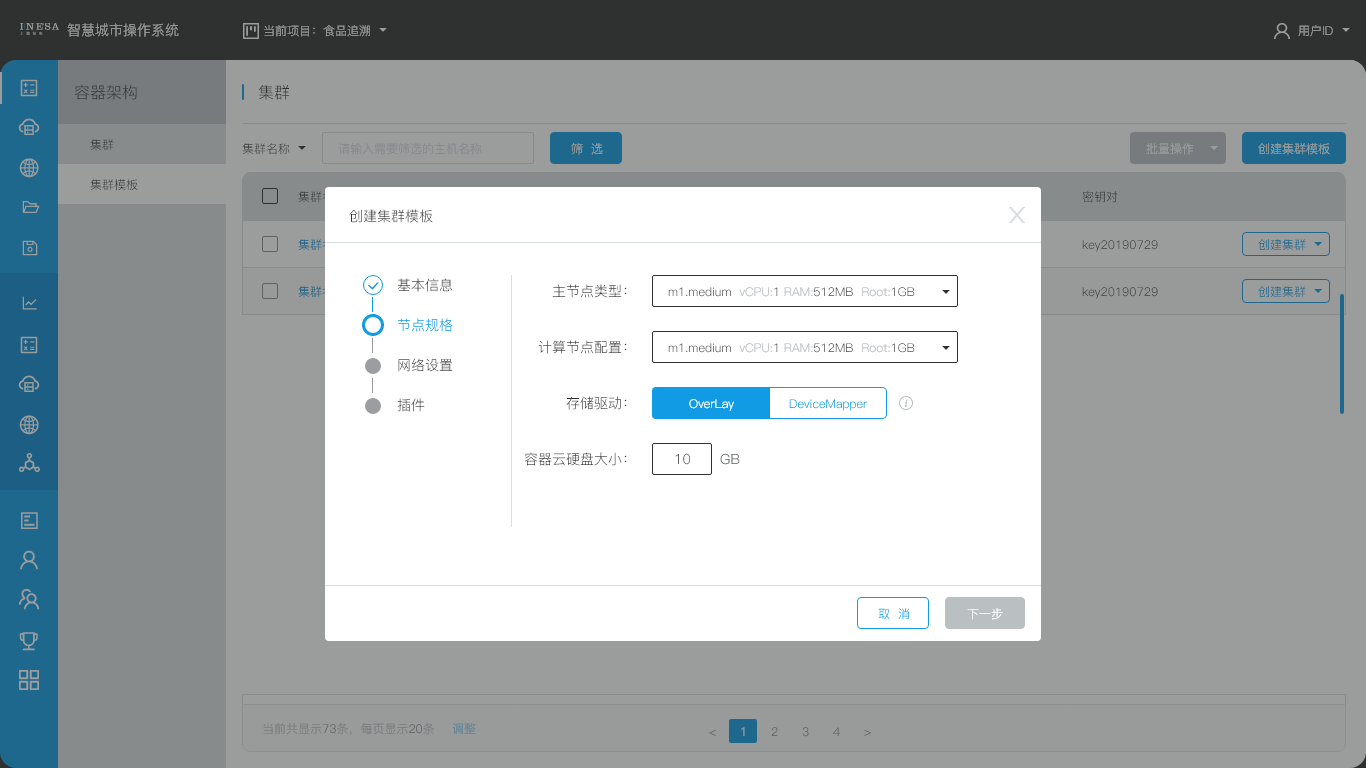 INESA 智慧城市操作系统
当前项目：食品追溯
用户ID
容器架构
集群
集群模板
集群
集群名称
请输入需要筛选的主机名称
筛 选
批量操作
创建集群模板
集群
密钥对
集群
key20190729
创建集群
集群
key20190729
创建集群
创建集群模板
基本信息
节点规格
网络设置
插件
主节点类型：
m1.medium vCPU:1 RAM:512MB Root:1GB
计算节点配置：
m1.medium vCPU:1 RAM:512MB Root:1GB
存储驱动：
OverLay
DeviceMapper
容器云硬盘大小：
10
GB
取 消
下一步
当前共显示73条，每页显示20条 调整
< 1 2 3 4 >